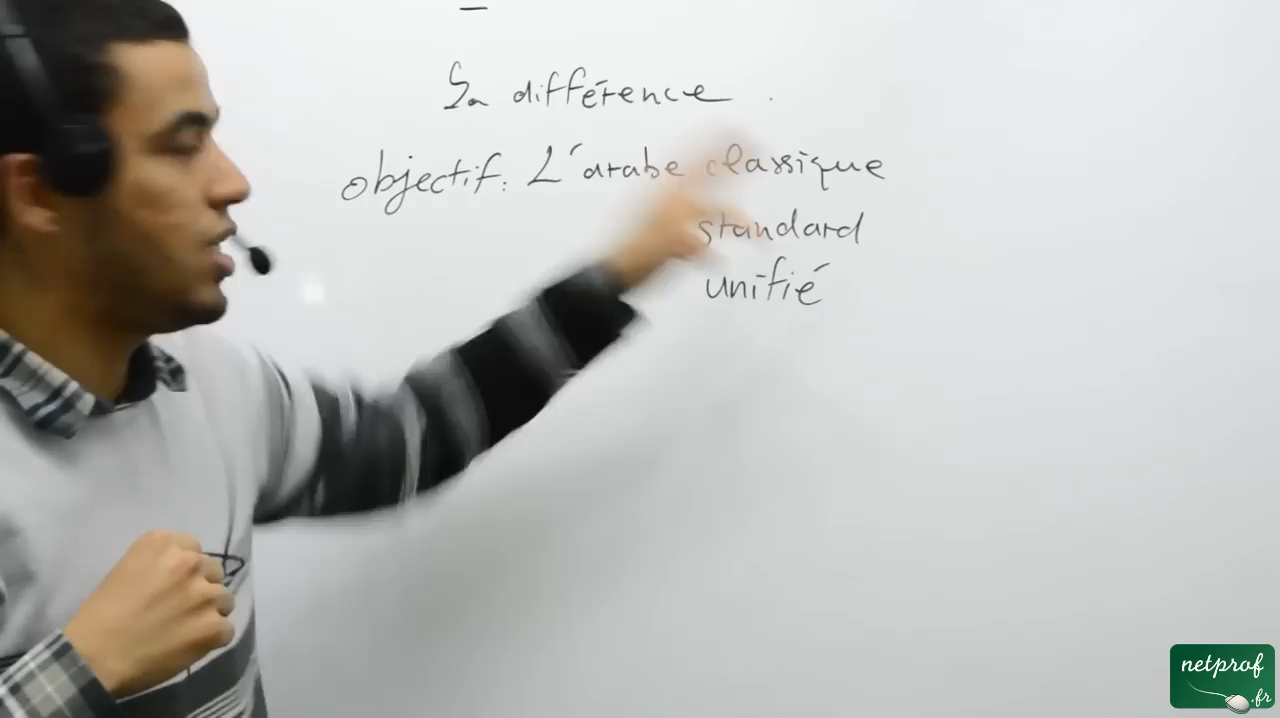 La différence.
objectif: L'arabe classique
standard
unifié
netprof
.fr